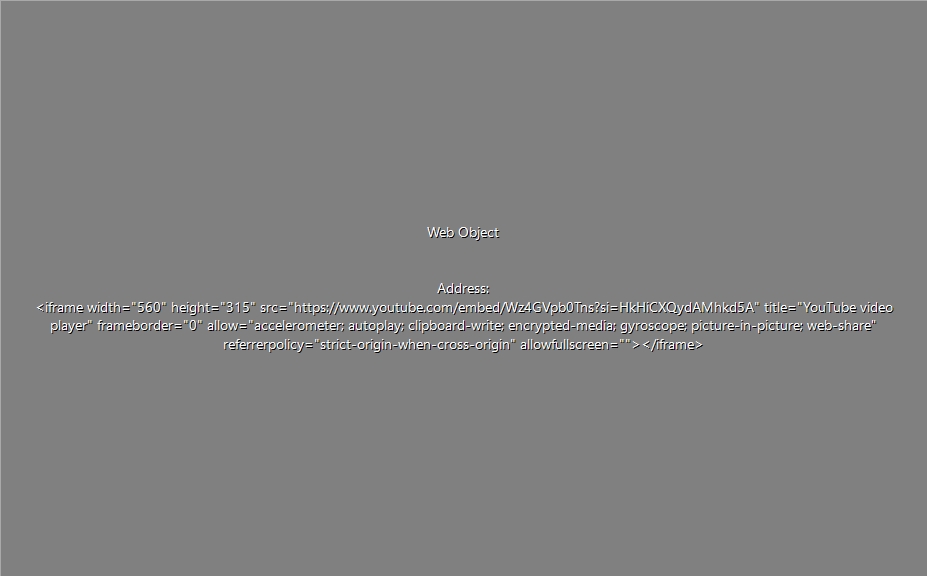 Web Object
Address:
<iframe width="560" height="315" src="https://www.youtube.com/embed/Wz4GVpb0Tns?si=HkHiCXQydAMhkd5A" title="YouTube video
player" frameborder="0" allow="accelerometer; autoplay; clipboard-write; encrypted-media; gyroscope; picture-in-picture; web-share"
referrerpolicy="strict-origin-when-cross-origin" allowfullscreen=""></iframe>